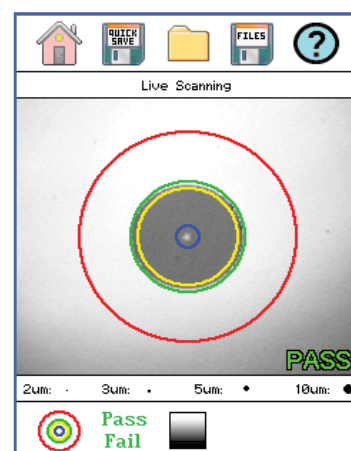 QUICK
SAVE
FILES
?
Live Scanning
PASS
2um:
3um:
5um:
10um:
Pass
Fail